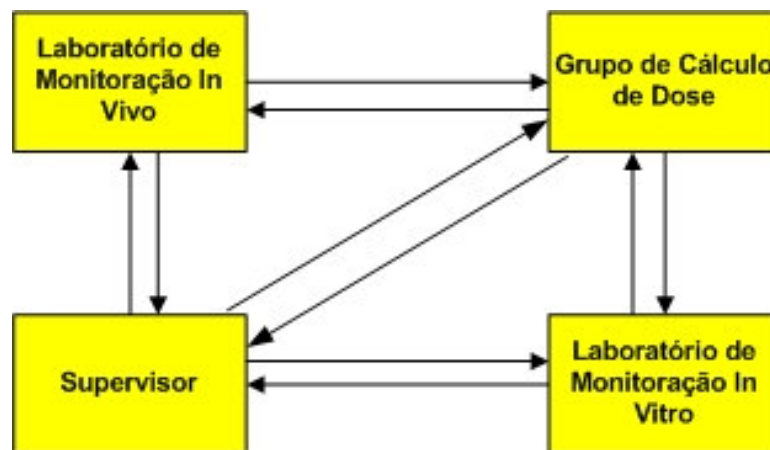 Laboratório de
Monitoração In
Vivo
Grupo de Cálculo
de Dose
Supervisor
Laboratório de
Monitoração In
Vitro